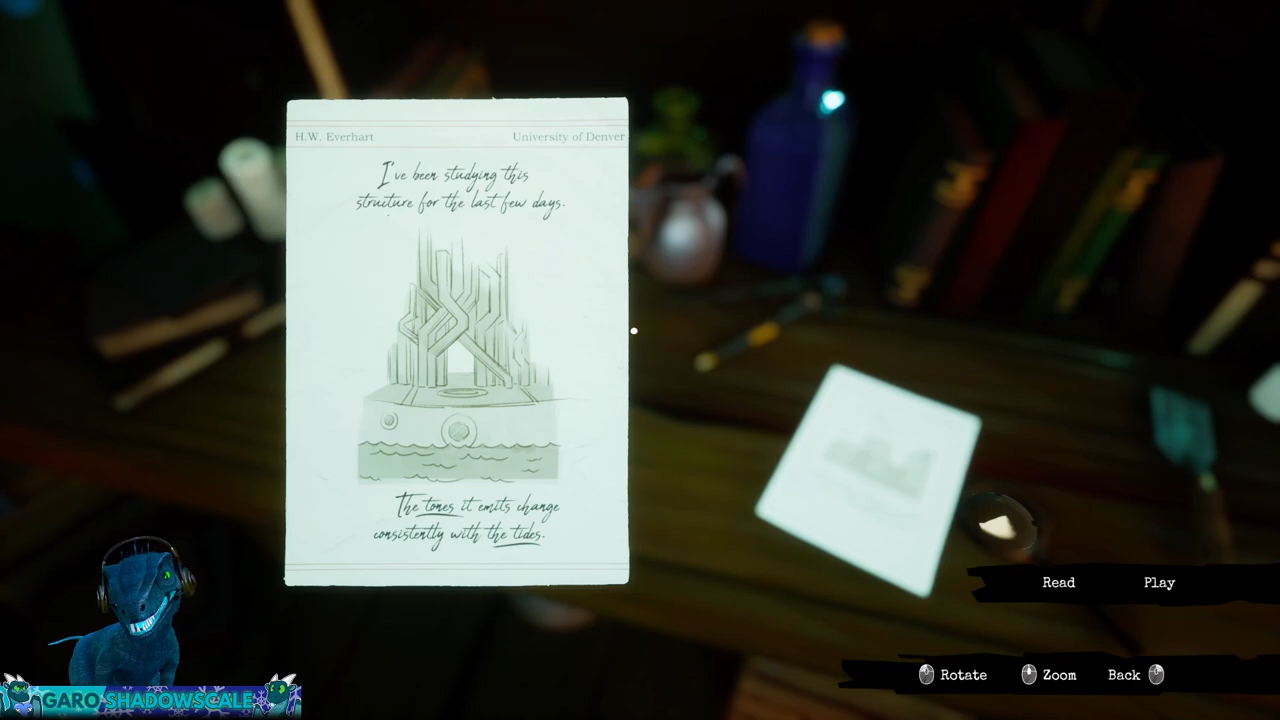 H.W. Everhart University of Denver
I've been studying this
structure for the last few days.
The tones it emits change
consistently with the tides.
Read Play
Rotate Zoom Back
GARO SHADOWSCALE